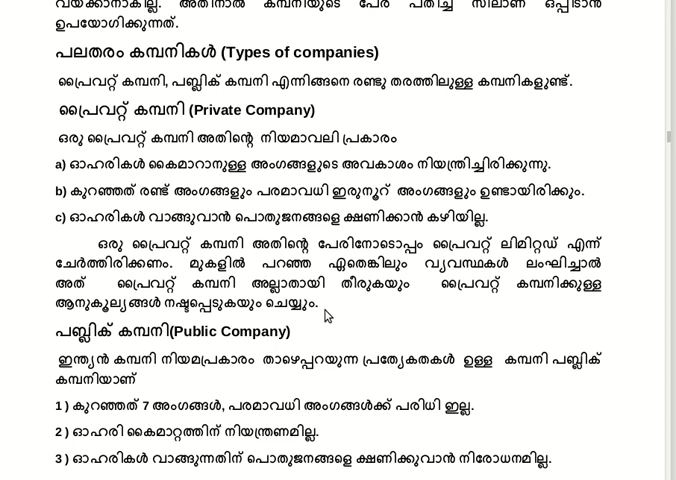 വയ്ക്കാനാകില്ല. അതിനാൽ കമ്പനിയുടെ പേര് പതിച്ച സീലാണ് ഒപ്പിടാൻ
ഉപയോഗിക്കുന്നത്.
പലതരം കമ്പനികൾ (Types of companies)
പ്രൈവറ്റ് കമ്പനി, പബ്ലിക് കമ്പനി എന്നിങ്ങനെ രണ്ടു തരത്തിലുള്ള കമ്പനികളുണ്ട്.
പ്രൈവറ്റ് കമ്പനി (Private Company)
ഒരു പ്രൈവറ്റ് കമ്പനി അതിന്റെ നിയമാവലി പ്രകാരം
a) ഓഹരികൾ കൈമാറാനുള്ള അംഗങ്ങളുടെ അവകാശം നിയന്ത്രിച്ചിരിക്കുന്നു.
b) കുറഞ്ഞത് രണ്ട് അംഗങ്ങളും പരമാവധി ഇരുനൂറ് അംഗങ്ങളും ഉണ്ടായിരിക്കും.
c) ഓഹരികൾ വാങ്ങുവാൻ പൊതുജനങ്ങളെ ക്ഷണിക്കാൻ കഴിയില്ല.
ഒരു പ്രൈവറ്റ് കമ്പനി അതിന്റെ പേരിനോടൊപ്പം പ്രൈവറ്റ് ലിമിറ്റഡ് എന്ന്
ചേർത്തിരിക്കണം. മുകളിൽ പറഞ്ഞ ഏതെങ്കിലും വ്യവസ്ഥകൾ ലംഘിച്ചാൽ
അത് പ്രൈവറ്റ് കമ്പനി അല്ലാതായി തീരുകയും പ്രൈവറ്റ് കമ്പനിക്കുള്ള
ആനുകൂല്യങ്ങൾ നഷ്ടപ്പെടുകയും ചെയ്യും.
പബ്ലിക് കമ്പനി(Public Company)
ഇന്ത്യൻ കമ്പനി നിയമപ്രകാരം താഴെപ്പറയുന്ന പ്രത്യേകതകൾ ഉള്ള കമ്പനി പബ്ലിക്
കമ്പനിയാണ്
1 ) കുറഞ്ഞത് 7 അംഗങ്ങൾ, പരമാവധി അംഗങ്ങൾക്ക് പരിധി ഇല്ല.
2 ) ഓഹരി കൈമാറ്റത്തിന് നിയന്ത്രണമില്ല.
3 ) ഓഹരികൾ വാങ്ങുന്നതിന് പൊതുജനങ്ങളെ ക്ഷണിക്കുവാൻ നിരോധനമില്ല.